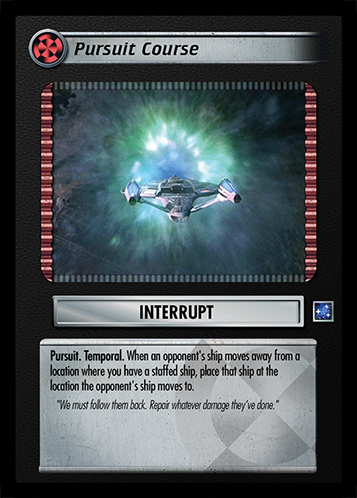 Pursuit Course
INTERRUPT
Pursuit. Temporal. When an opponent's ship moves away from a
location where you have a staffed ship, place that ship at the
location the opponent's ship moves to.
"We must follow them back. Repair whatever damage they've done."